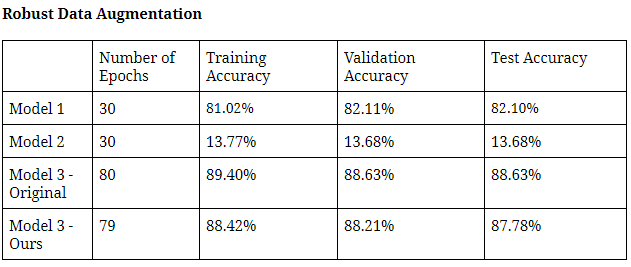 Robust Data Augmentation
Number of Epochs Training Accuracy Validation Accuracy Test Accuracy
Model 1 30 81.02% 82.11% 82.10%
Model 2 30 13.77% 13.68% 13.68%
Model 3 - Original 80 89.40% 88.63% 88.63%
Model 3 - Ours 79 88.42% 88.21% 87.78%